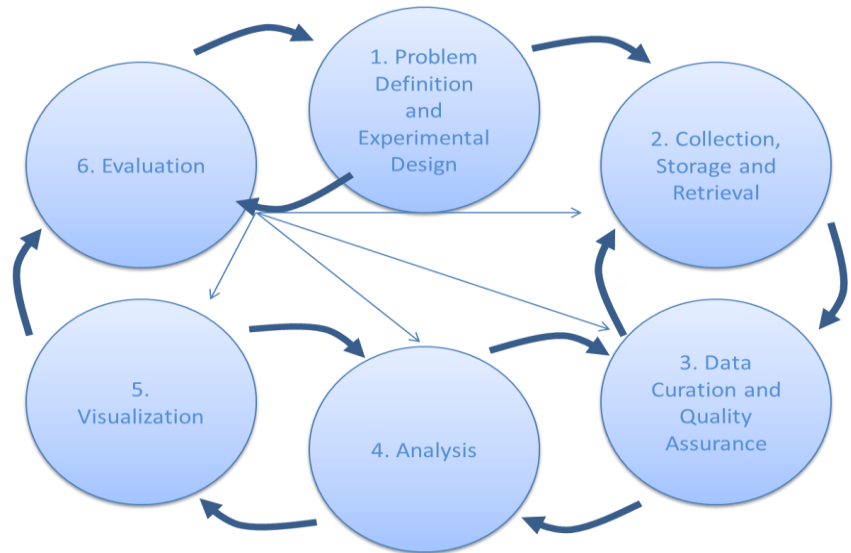 1. Problem
Definition
and
Experimental
Design
2. Collection,
Storage and
Retrieval
3. Data
Curation and
Quality
Assurance
4. Analysis
5.
Visualization
6. Evaluation